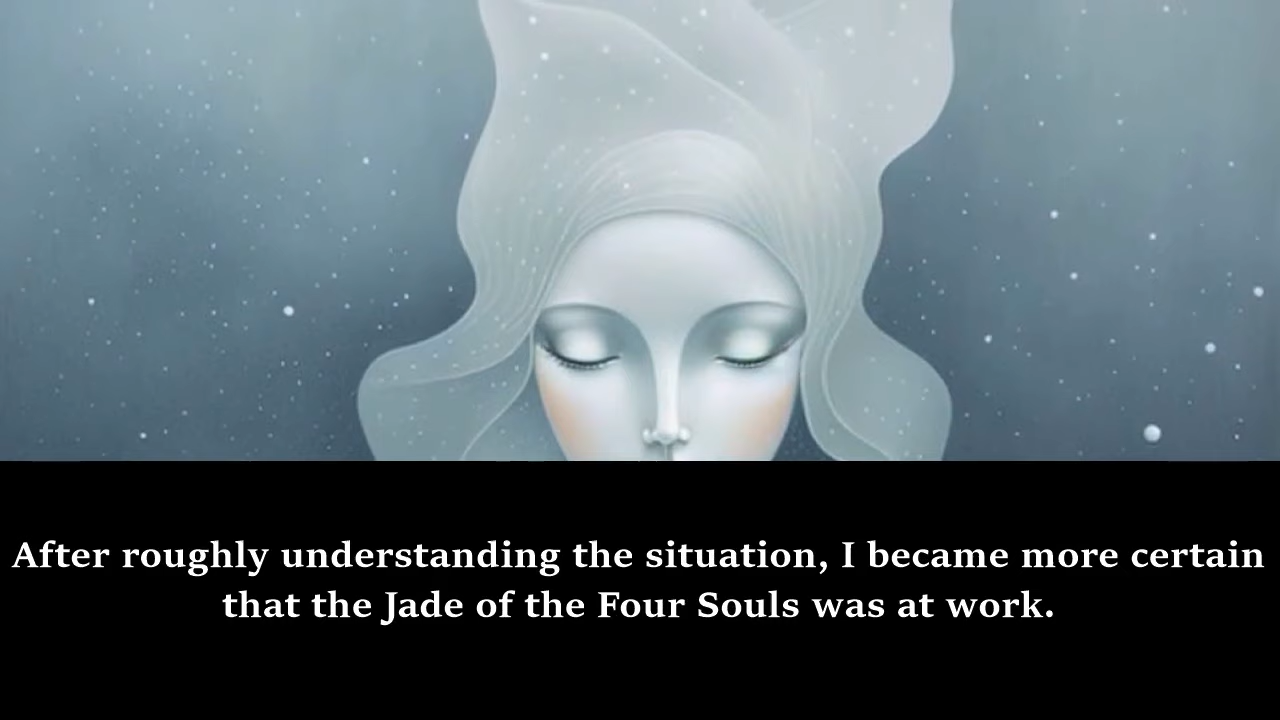 After roughly understanding the situation, I became more certain
that the Jade of the Four Souls was at work.